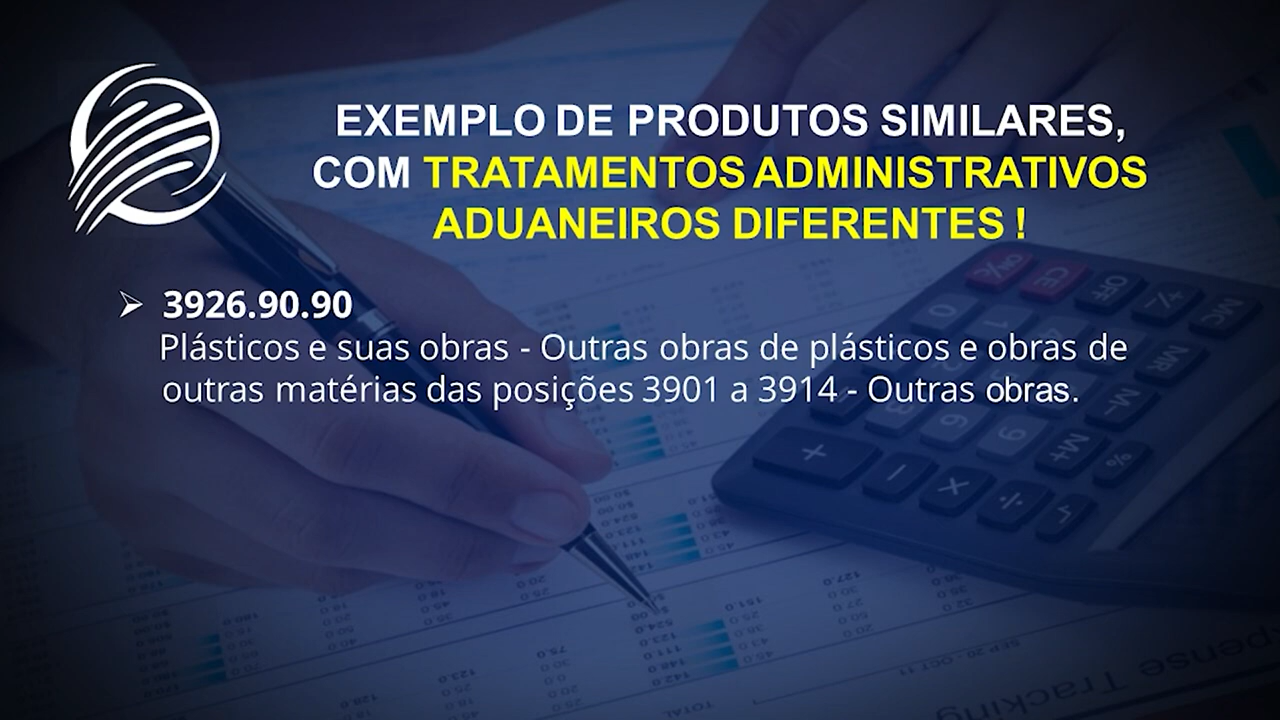 EXEMPLO DE PRODUTOS SIMILARES,
COM TRATAMENTOS ADMINISTRATIVOS
ADUANEIROS DIFERENTES !
➢ 3926.90.90
Plásticos e suas obras - Outras obras de plásticos e obras de
outras matérias das posições 3901 a 3914 - Outras obras.